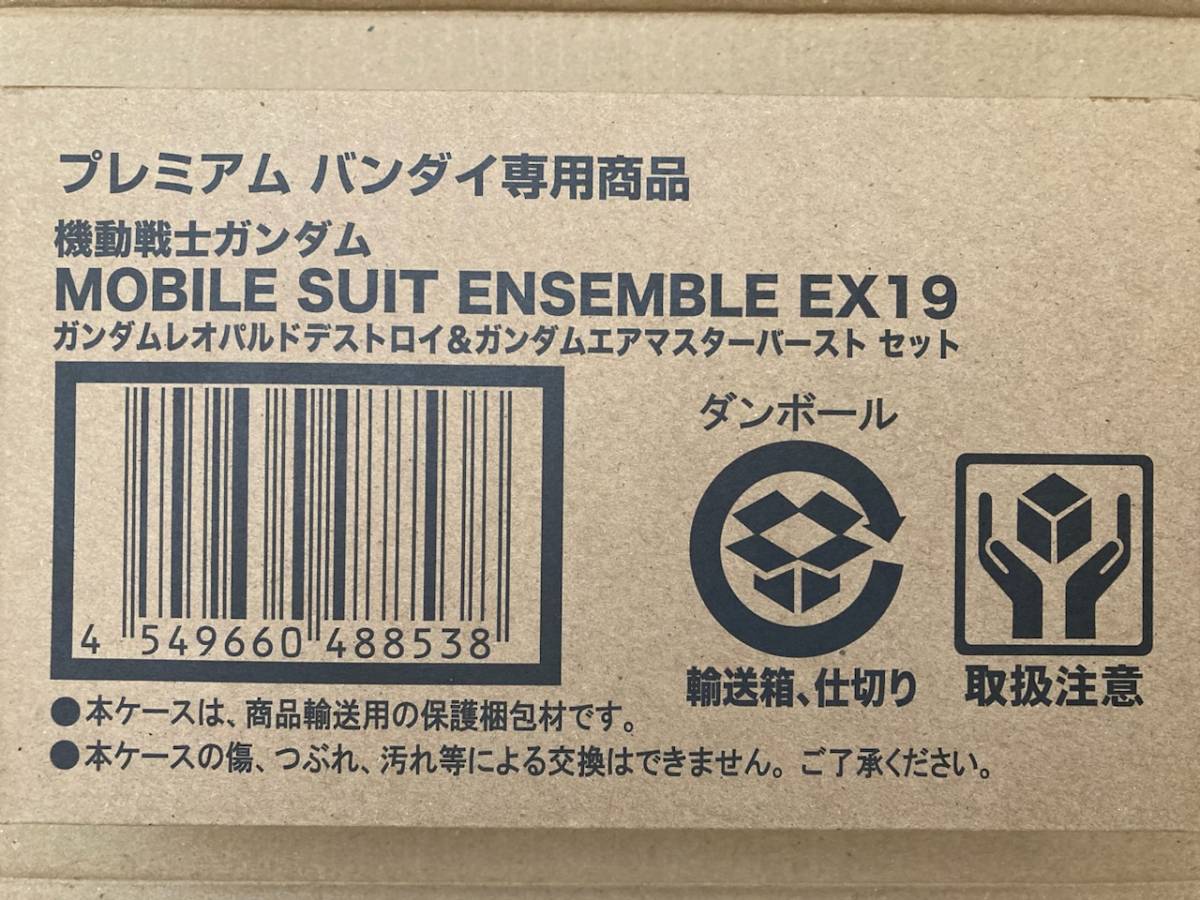 プレミアム バンダイ専用商品
機動戦士ガンダム
MOBILE SUIT ENSEMBLE EX19
ガンダムレオパルドデストロイ&ガンダムエアマスターバースト セット
ダンボール
4 549660 488538
輸送箱、仕切り
取扱注意
●本ケースは、商品輸送用の保護梱包材です。
●本ケースの傷、つぶれ、汚れ等による交換はできません。ご了承ください。